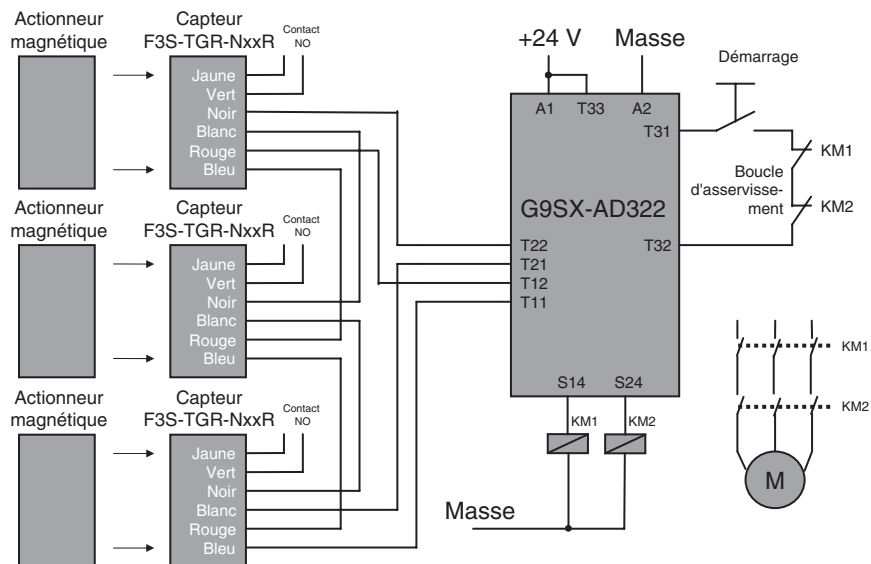 Actionneur
magnétique
Capteur
F3S-TGR-NxxR
Contact
NO
Jaune
Vert
Noir
Blanc
Rouge
Bleu
Actionneur
magnétique
Capteur
F3S-TGR-NxxR
Contact
NO
Jaune
Vert
Noir
Blanc
Rouge
Bleu
Actionneur
magnétique
Capteur
F3S-TGR-NxxR
Contact
NO
Jaune
Vert
Noir
Blanc
Rouge
Bleu
+24 V
Masse
A1
T33
A2
T31
G9SX-AD322
T22
T21
T12
T11
T32
S14
S24
KM1
KM2
Masse
Démarrage
KM1
Boucle
d'asservisse-
ment
KM2
KM1
KM2
M